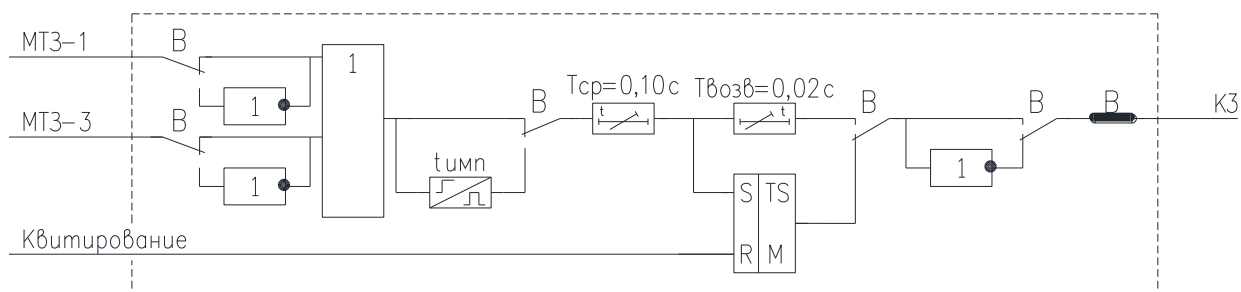 МТЗ-1
В
1
1
Тср=0,10с
Твозв=0,02с
В
В
В
В
КЗ
t
t
МТЗ-3
В
1
tимп
1
S
TS
R
M
Квитирование